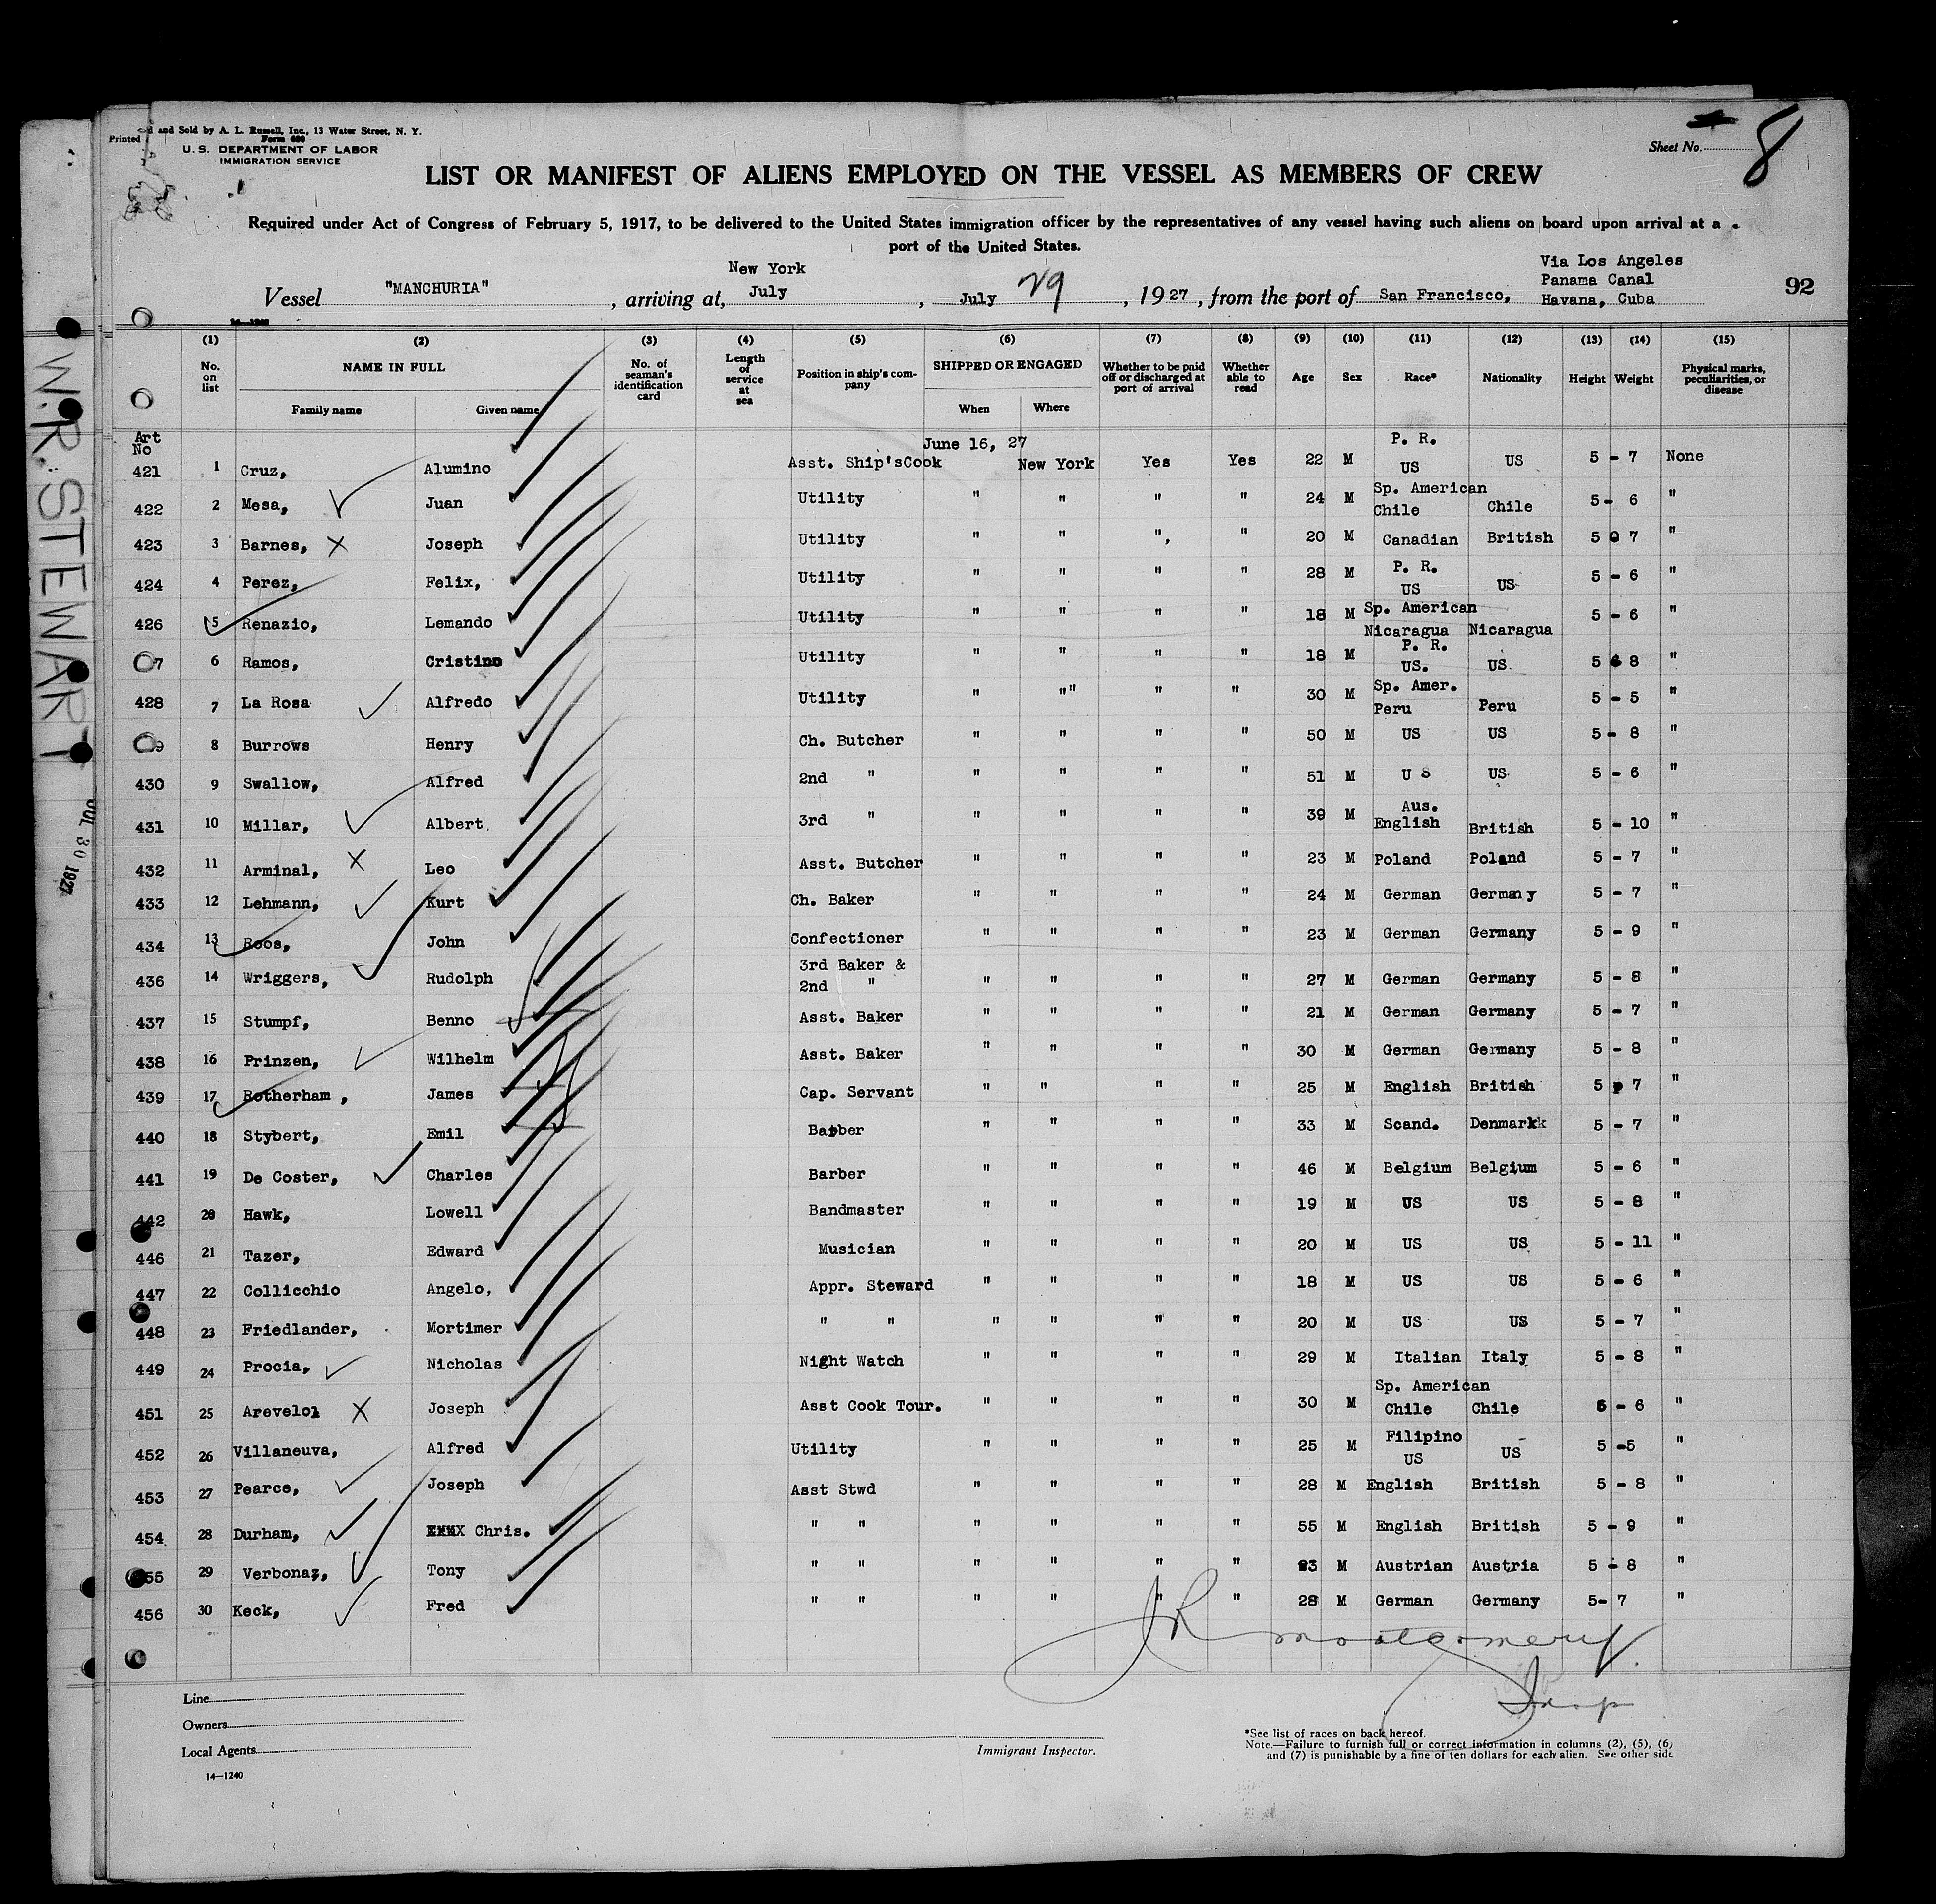 Printed and Sold by A. L. Russell, Inc., 13 Water Street, N. Y.
Form 680
U. S. DEPARTMENT OF LABOR
IMMIGRATION SERVICE
Sheet No. 8
LIST OR MANIFEST OF ALIENS EMPLOYED ON THE VESSEL AS MEMBERS OF CREW
Required under Act of Congress of February 5, 1917, to be delivered to the United States immigration officer by the representatives of any vessel having such aliens on board upon arrival at a
port of the United States.
New York
Via Los Angeles
Panama Canal
Vessel "MANCHURIA", arriving at, July, July 29, 1927, from the port of San Francisco, Havana, Cuba
92
14—1240
(1) (2) (3) (4) (5) (6) (7) (8) (9) (10) (11) (12) (13) (14) (15)
No. on list NAME IN FULL Family name Given name No. of seaman's identification card Length of service at sea Position in ship's company SHIPPED OR ENGAGED When Where Whether to be paid off or discharged at port of arrival Whether able to read Age Sex Race* Nationality Height Weight Physical marks, peculiarities, or disease
Art No
June 16, 27
421 1 Cruz, Alumino Asst. Ship'sCook New York Yes Yes 22 M P. R. US US 5 - 7 None
422 2 Mesa, Juan Utility " " " " 24 M Sp. American Chile Chile 5- 6 "
423 3 Barnes, Joseph Utility " " ", " 20 M Canadian British 5 7 "
424 4 Perez, Felix, Utility " " " " 28 M P. R. US US 5 - 6 "
426 5 Renazio, Lemando Utility " " " " 18 M Sp. American Nicaragua Nicaragua 5 - 6 "
7 6 Ramos, Cristino Utility " " " " 18 M P. R. US. US 5 8 "
428 7 La Rosa Alfredo Utility " "" " " 30 M Sp. Amer. Peru Peru 5 - 5 "
9 8 Burrows Henry Ch. Butcher " " " " 50 M US US 5- 8 "
430 9 Swallow, Alfred 2nd " " " " " 51 M U S US 5 - 6 "
431 10 Millar, Albert 3rd " " " " " 39 M Aus. English British 5 - 10 "
432 11 Arminal, Leo Asst. Butcher " " " " 23 M Poland Poland 5 - 7 "
433 12 Lehmann, Kurt Ch. Baker " " " " 24 M German Germany 5 - 7 "
434 13 Roos, John Confectioner " " " " 23 M German Germany 5 - 9 "
436 14 Wriggers, Rudolph 3rd Baker & 2nd " " " " " 27 M German Germany 5 - 8 "
437 15 Stumpf, Benno Asst. Baker " " " " 21 M German Germany 5 - 7 "
438 16 Prinzen, Wilhelm Asst. Baker " " " " 30 M German Germany 5 - 8 "
439 17 Rotherham, James Cap. Servant " " " " 25 M English British 5 7 "
440 18 Stybert, Emil Barber " " " " 33 M Scand. Denmark 5 - 7 "
441 19 De Coster, Charles Barber " " " " 46 M Belgium Belgium 5 - 6 "
442 20 Hawk, Lowell Bandmaster " " " " 19 M US US 5 - 8 "
446 21 Tazer, Edward Musician " " " " 20 M US US 5 - 11 "
447 22 Collicchio Angelo, Appr. Steward " " " " 18 M US US 5 - 6 "
448 23 Friedlander, Mortimer " " " " " " 20 M US US 5 - 7 "
449 24 Procia, Nicholas Night Watch " " " " 29 M Italian Italy 5 - 8 "
451 25 Arevelol Joseph Asst Cook Tour. " " " " 30 M Sp. American Chile Chile 5 - 6 "
452 26 Villaneuva, Alfred Utility " " " " 25 M Filipino US US 5 -5 "
453 27 Pearce, Joseph Asst Stwd " " " " 28 M English British 5 - 8 "
454 28 Durham, Chris. " " " " " " 55 M English British 5 - 9 "
455 29 Verbonaz, Tony " " " " " " 23 M Austrian Austria 5 - 8 "
456 30 Keck, Fred " " " " " " 28 M German Germany 5- 7 "
JR Montgomery
Insp
Line
Owners
Local Agents
Immigrant Inspector.
14—1240
*See list of races on back hereof.
Note.—Failure to furnish full or correct information in columns (2), (5), (6)
and (7) is punishable by a fine of ten dollars for each alien. See other side
W.R. STEWART
JUL 30 1927